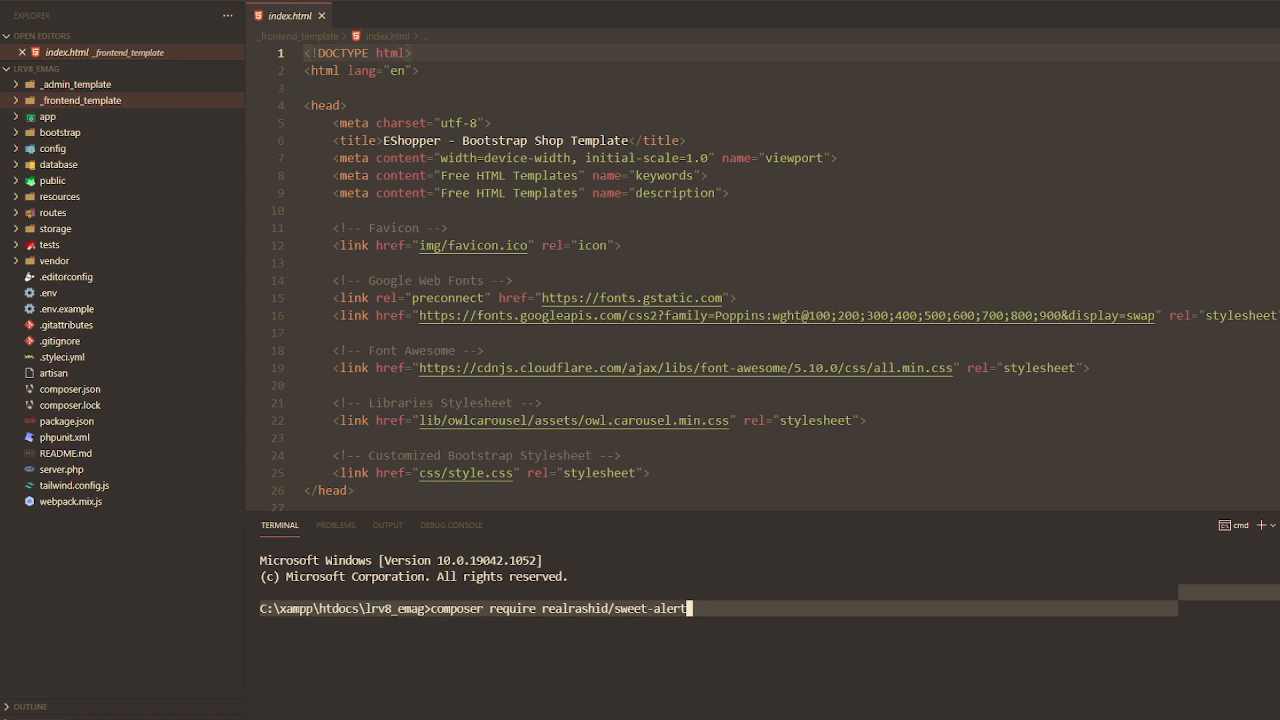 EXPLORER
OPEN EDITORS
index.html _frontend_template
LRV8_EMAG
_admin_template
_frontend_template
app
bootstrap
config
database
public
resources
routes
storage
tests
vendor
.editorconfig
.env
.env.example
.gitattributes
.gitignore
.styleci.yml
artisan
composer.json
composer.lock
package.json
phpunit.xml
README.md
server.php
tailwind.config.js
webpack.mix.js
OUTLINE
index.html
_frontend_template > index.html > ...
1 <!DOCTYPE html>
2 <html lang="en">
3
4 <head>
5 <meta charset="utf-8">
6 <title>EShopper - Bootstrap Shop Template</title>
7 <meta content="width=device-width, initial-scale=1.0" name="viewport">
8 <meta content="Free HTML Templates" name="keywords">
9 <meta content="Free HTML Templates" name="description">
10
11 <!-- Favicon -->
12 <link href="img/favicon.ico" rel="icon">
13
14 <!-- Google Web Fonts -->
15 <link rel="preconnect" href="https://fonts.gstatic.com">
16 <link href="https://fonts.googleapis.com/css2?family=Poppins:wght@100;200;300;400;500;600;700;800;900&display=swap" rel="stylesheet"
17
18 <!-- Font Awesome -->
19 <link href="https://cdnjs.cloudflare.com/ajax/libs/font-awesome/5.10.0/css/all.min.css" rel="stylesheet">
20
21 <!-- Libraries Stylesheet -->
22 <link href="lib/owlcarousel/assets/owl.carousel.min.css" rel="stylesheet">
23
24 <!-- Customized Bootstrap Stylesheet -->
25 <link href="css/style.css" rel="stylesheet">
26 </head>
27
TERMINAL PROBLEMS OUTPUT DEBUG CONSOLE cmd
Microsoft Windows [Version 10.0.19042.1052]
(c) Microsoft Corporation. All rights reserved.
C:\xampp\htdocs\lrv8_emag>composer require realrashid/sweet-alert